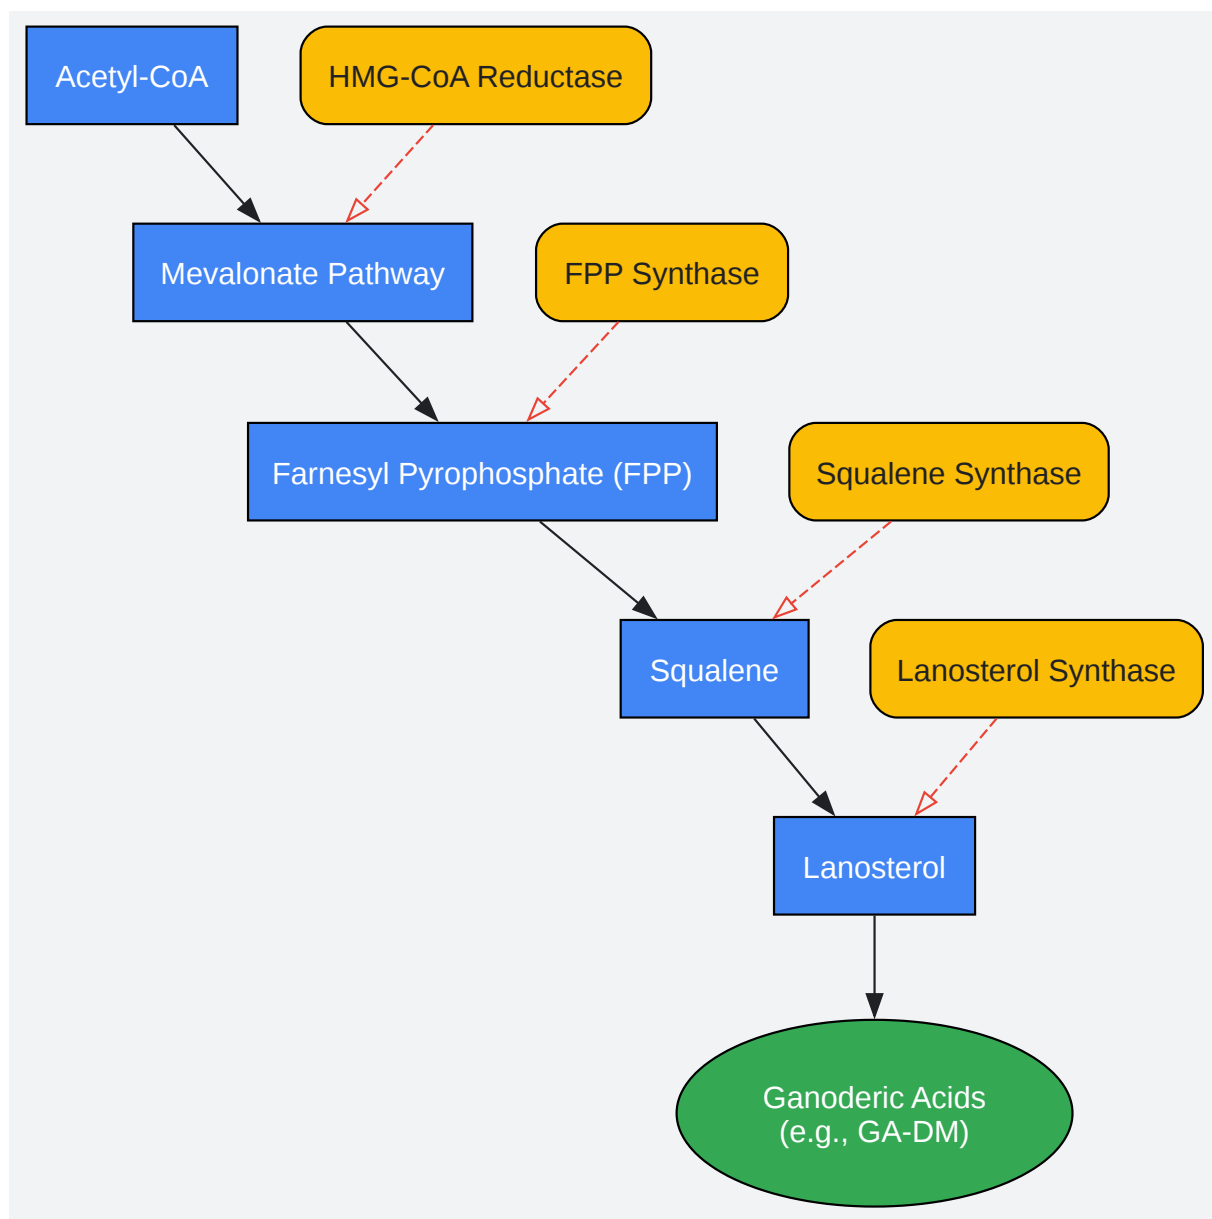 Acetyl-CoA
HMG-CoA Reductase
Mevalonate Pathway
FPP Synthase
Farnesyl Pyrophosphate (FPP)
Squalene Synthase
Squalene
Lanosterol Synthase
Lanosterol
Ganoderic Acids
(e.g., GA-DM)